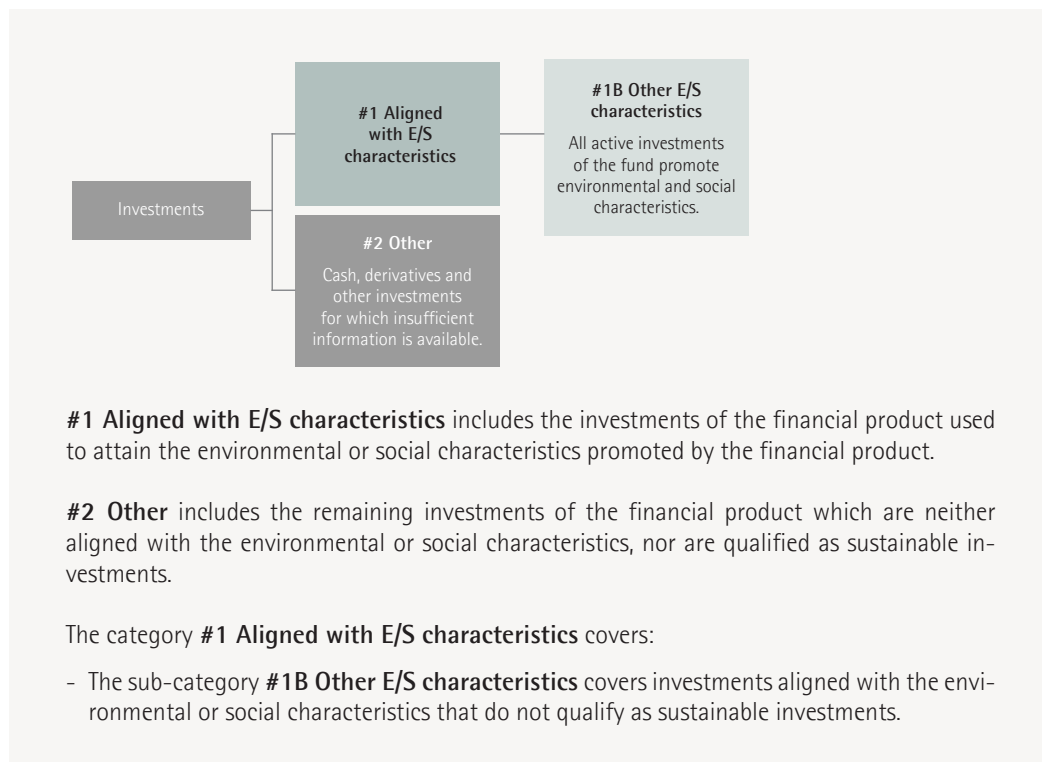 Investments
#1 Aligned
with E/S
characteristics
#1B Other E/S
characteristics
All active investments
of the fund promote
environmental and social
characteristics.
#2 Other
Cash, derivatives and
other investments
for which insufficient
information is available.
#1 Aligned with E/S characteristics includes the investments of the financial product used
to attain the environmental or social characteristics promoted by the financial product.
#2 Other includes the remaining investments of the financial product which are neither
aligned with the environmental or social characteristics, nor are qualified as sustainable in-
vestments.
The category #1 Aligned with E/S characteristics covers:
- The sub-category #1B Other E/S characteristics covers investments aligned with the envi-
ronmental or social characteristics that do not qualify as sustainable investments.